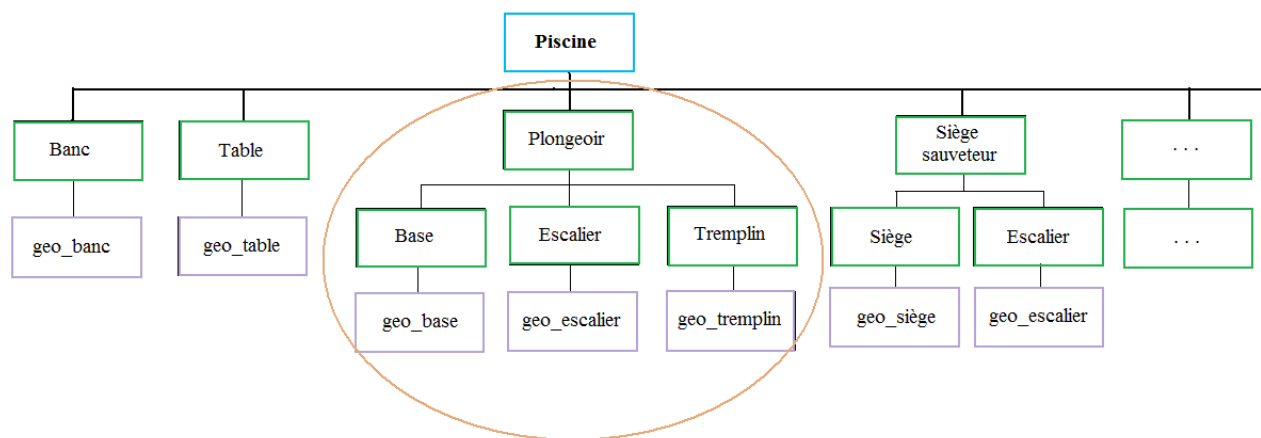 Piscine
Banc
Table
Plongeoir
Siège
sauveteur
. . .
geo_banc
geo_table
Base
Escalier
Tremplin
Siège
Escalier
. . .
geo_base
geo_escalier
geo_tremplin
geo_siège
geo_escalier